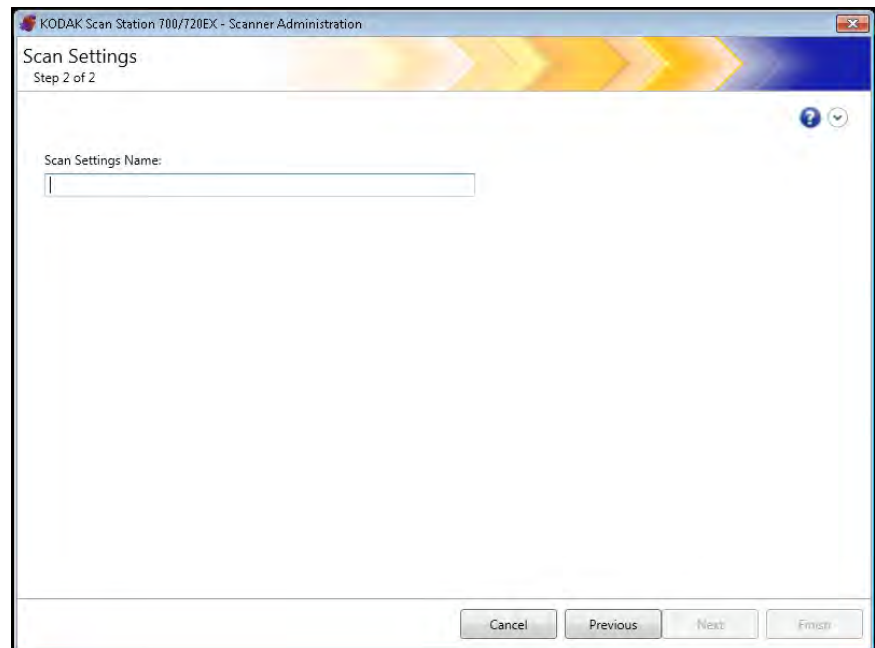 KODAK Scan Station 700/720EX - Scanner Administration
Scan Settings
Step 2 of 2
?
Scan Settings Name:
Cancel Previous Next Finish